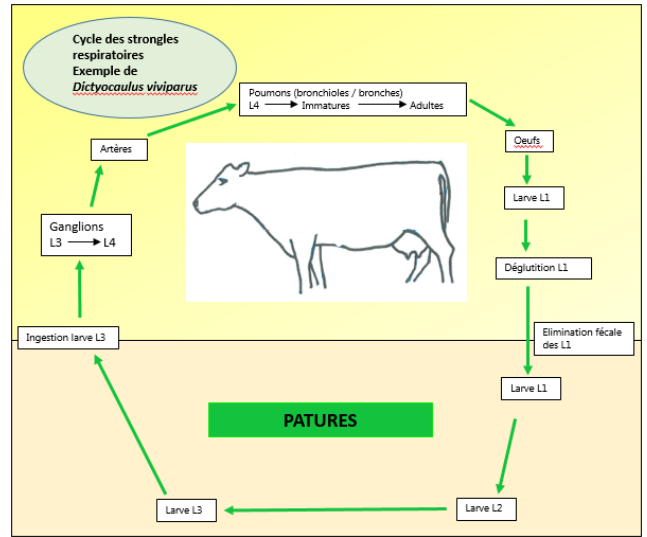 Cycle des strongles
respiratoires
Exemple de
Dictyocaulus viviparus
Poumons (bronchioles / bronches)
L4 Immatures Adultes
Oeufs
Larve L1
Déglutition L1
Elimination fécale
des L1
Larve L1
Larve L2
Larve L3
Ingestion larve L3
Ganglions
L3 L4
Artères
PATURES